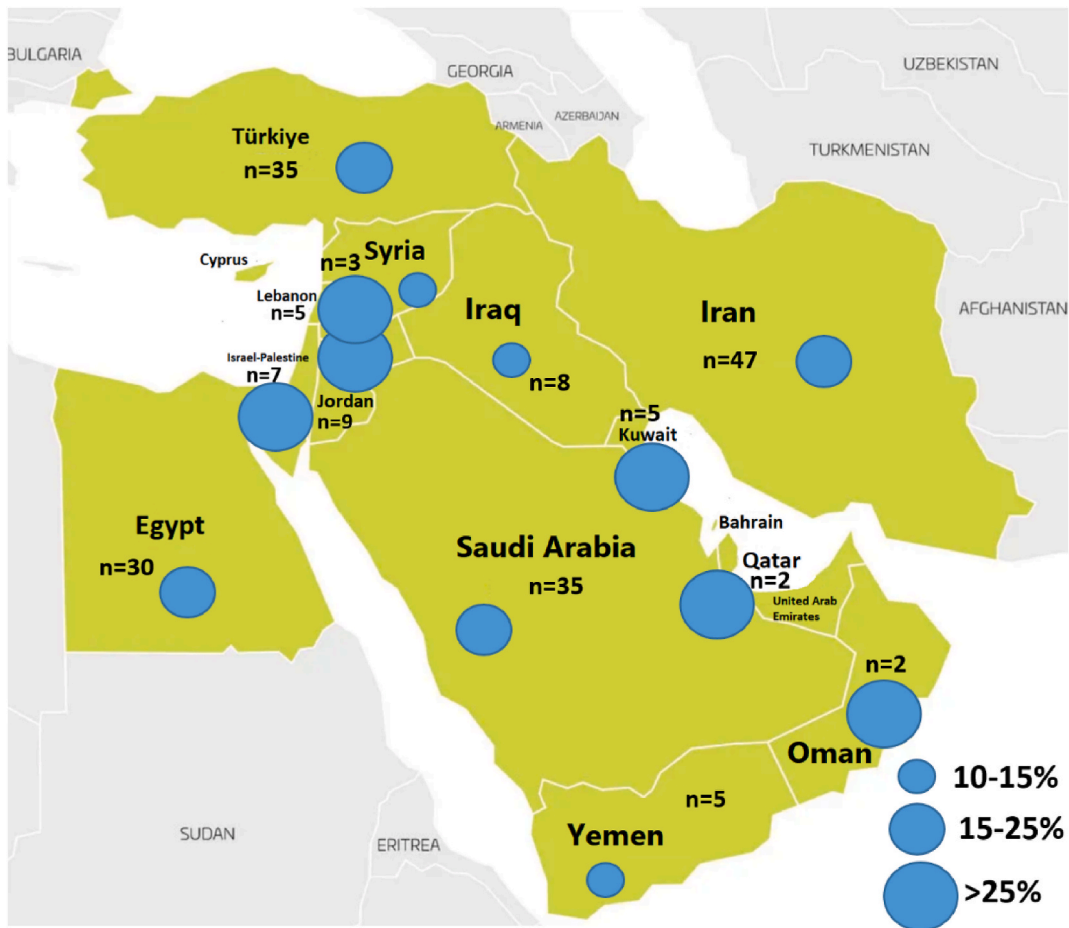 BULGARIA
GEORGIA
UZBEKISTAN
ARMENIA
AZERBAIJAN
TURKMENISTAN
Türkiye
n=35
Cyprus
n=3
Syria
Lebanon
n=5
Iraq
n=8
Iran
n=47
AFGHANISTAN
Israel-Palestine
n=7
Jordan
n=9
n=5
Kuwait
Egypt
n=30
Saudi Arabia
n=35
Bahrain
Qatar
n=2
United Arab
Emirates
n=2
Oman
n=5
Yemen
SUDAN
ERITREA
10-15%
15-25%
>25%